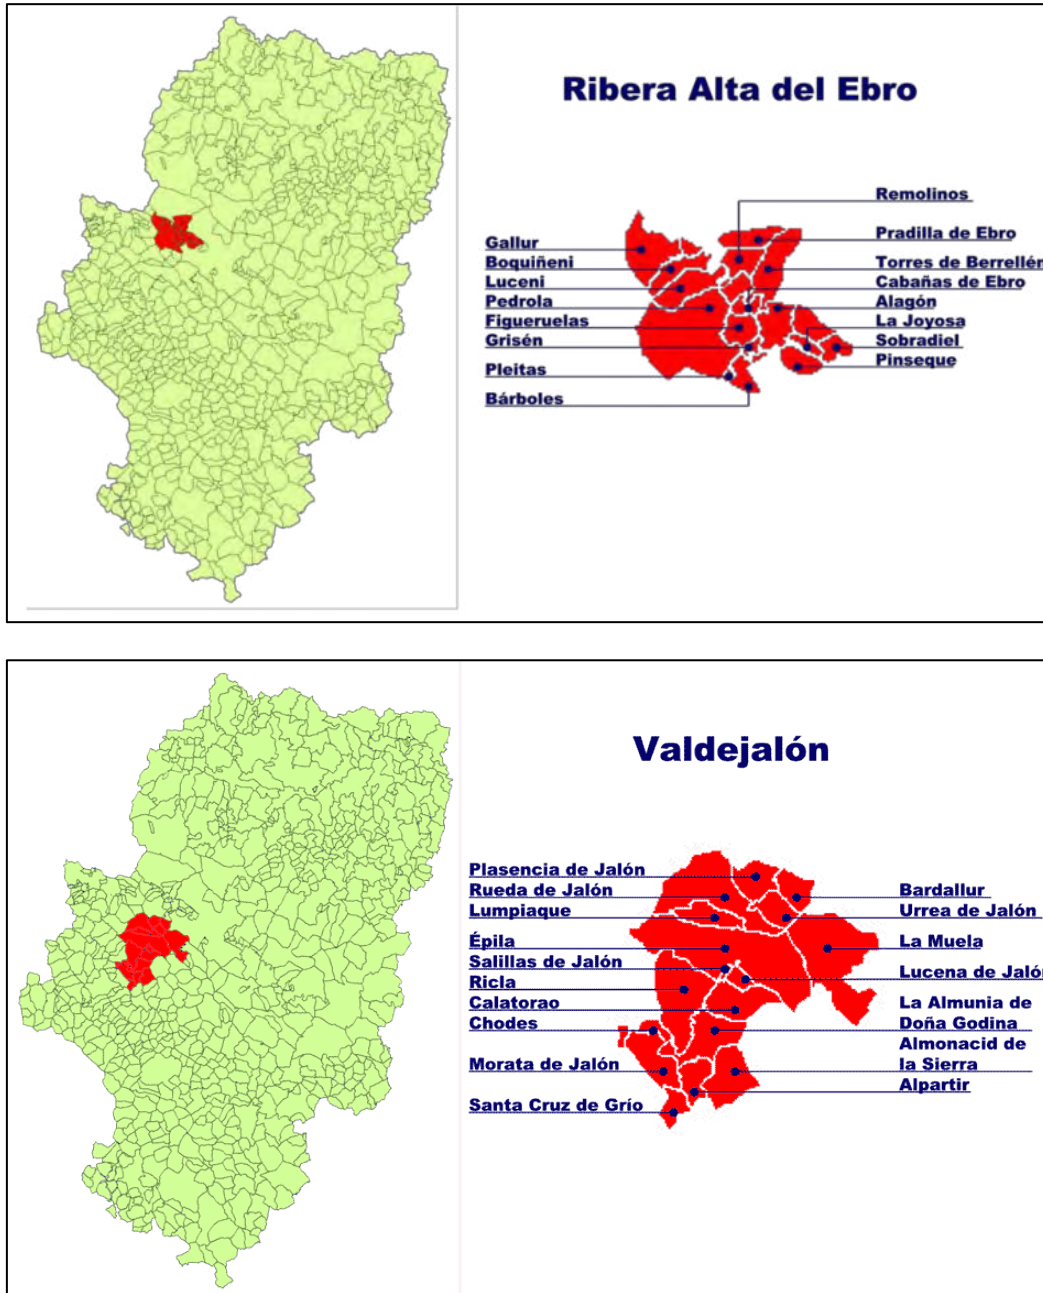 Ribera Alta del Ebro
Gallur
Boquiñeni
Luceni
Pedrola
Figueruelas
Grisén
Pleitas
Bárboles
Remolinos
Pradilla de Ebro
Torres de Berrellén
Cabañas de Ebro
Alagón
La Joyosa
Sobradiel
Pinseque
Valdejalón
Plasencia de Jalón
Rueda de Jalón
Lumpiaque
Épila
Salillas de Jalón
Ricla
Calatorao
Chodes
Morata de Jalón
Santa Cruz de Grío
Bardallur
Urrea de Jalón
La Muela
Lucena de Jalón
La Almunia de
Doña Godina
Almonacid de
la Sierra
Alpartir